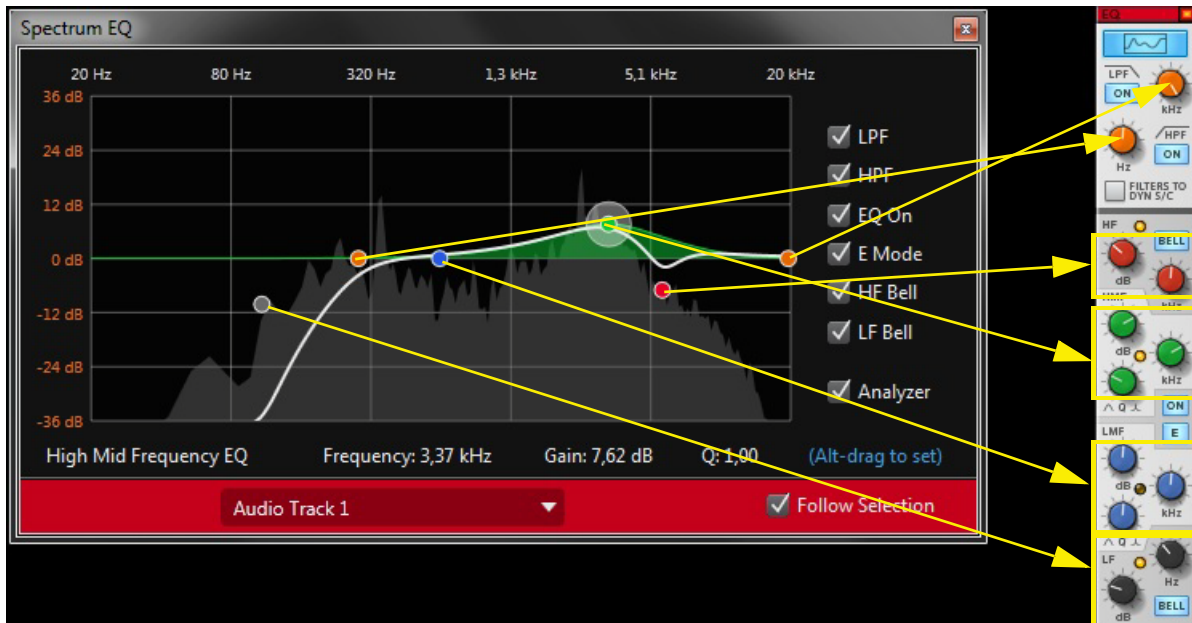 Spectrum EQ
20 Hz 80 Hz 320 Hz 1,3 kHz 5,1 kHz 20 kHz
36 dB
24 dB
12 dB
0 dB
-12 dB
-24 dB
-36 dB
LPF
HPF
EQ On
E Mode
HF Bell
LF Bell
Analyzer
High Mid Frequency EQ Frequency: 3,37 kHz Gain: 7,62 dB Q: 1,00 (Alt-drag to set)
Audio Track 1 Follow Selection
EQ
LPF
ON
kHz
HPF
ON
Hz
FILTERS TO
DYN S/C
HF
BELL
dB
HMF kHz
dB
kHz
Q ON
LMF E
dB
kHz
Q
LF
Hz
BELL
dB